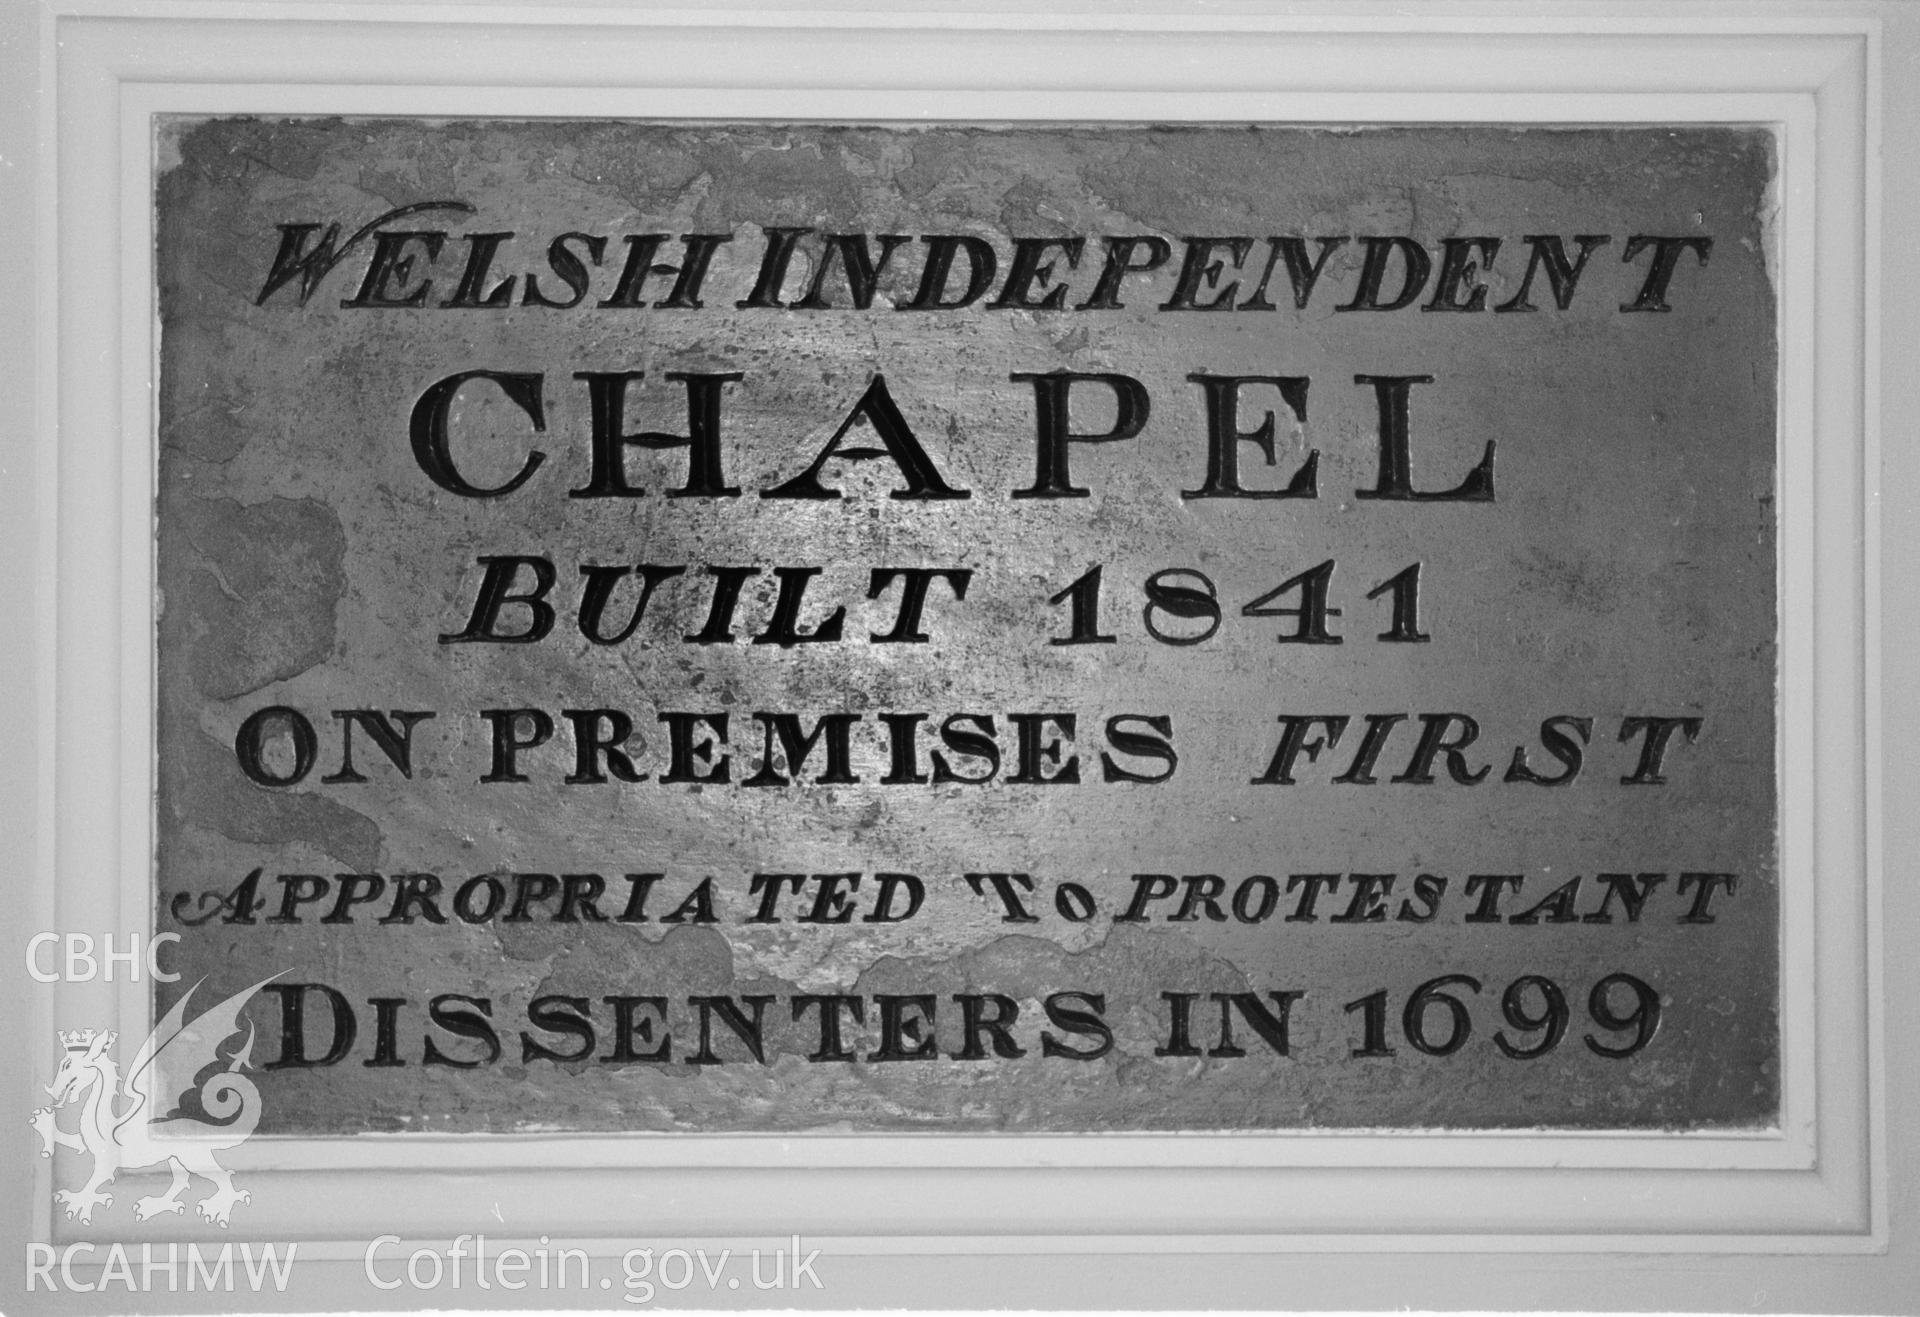 WELSH INDEPENDENT
CHAPEL
BUILT 1841
ON PREMISES FIRST
APPROPRIATED TO PROTESTANT
DISSENTERS IN 1699
CBHC
RCAHMW Coflein.gov.uk